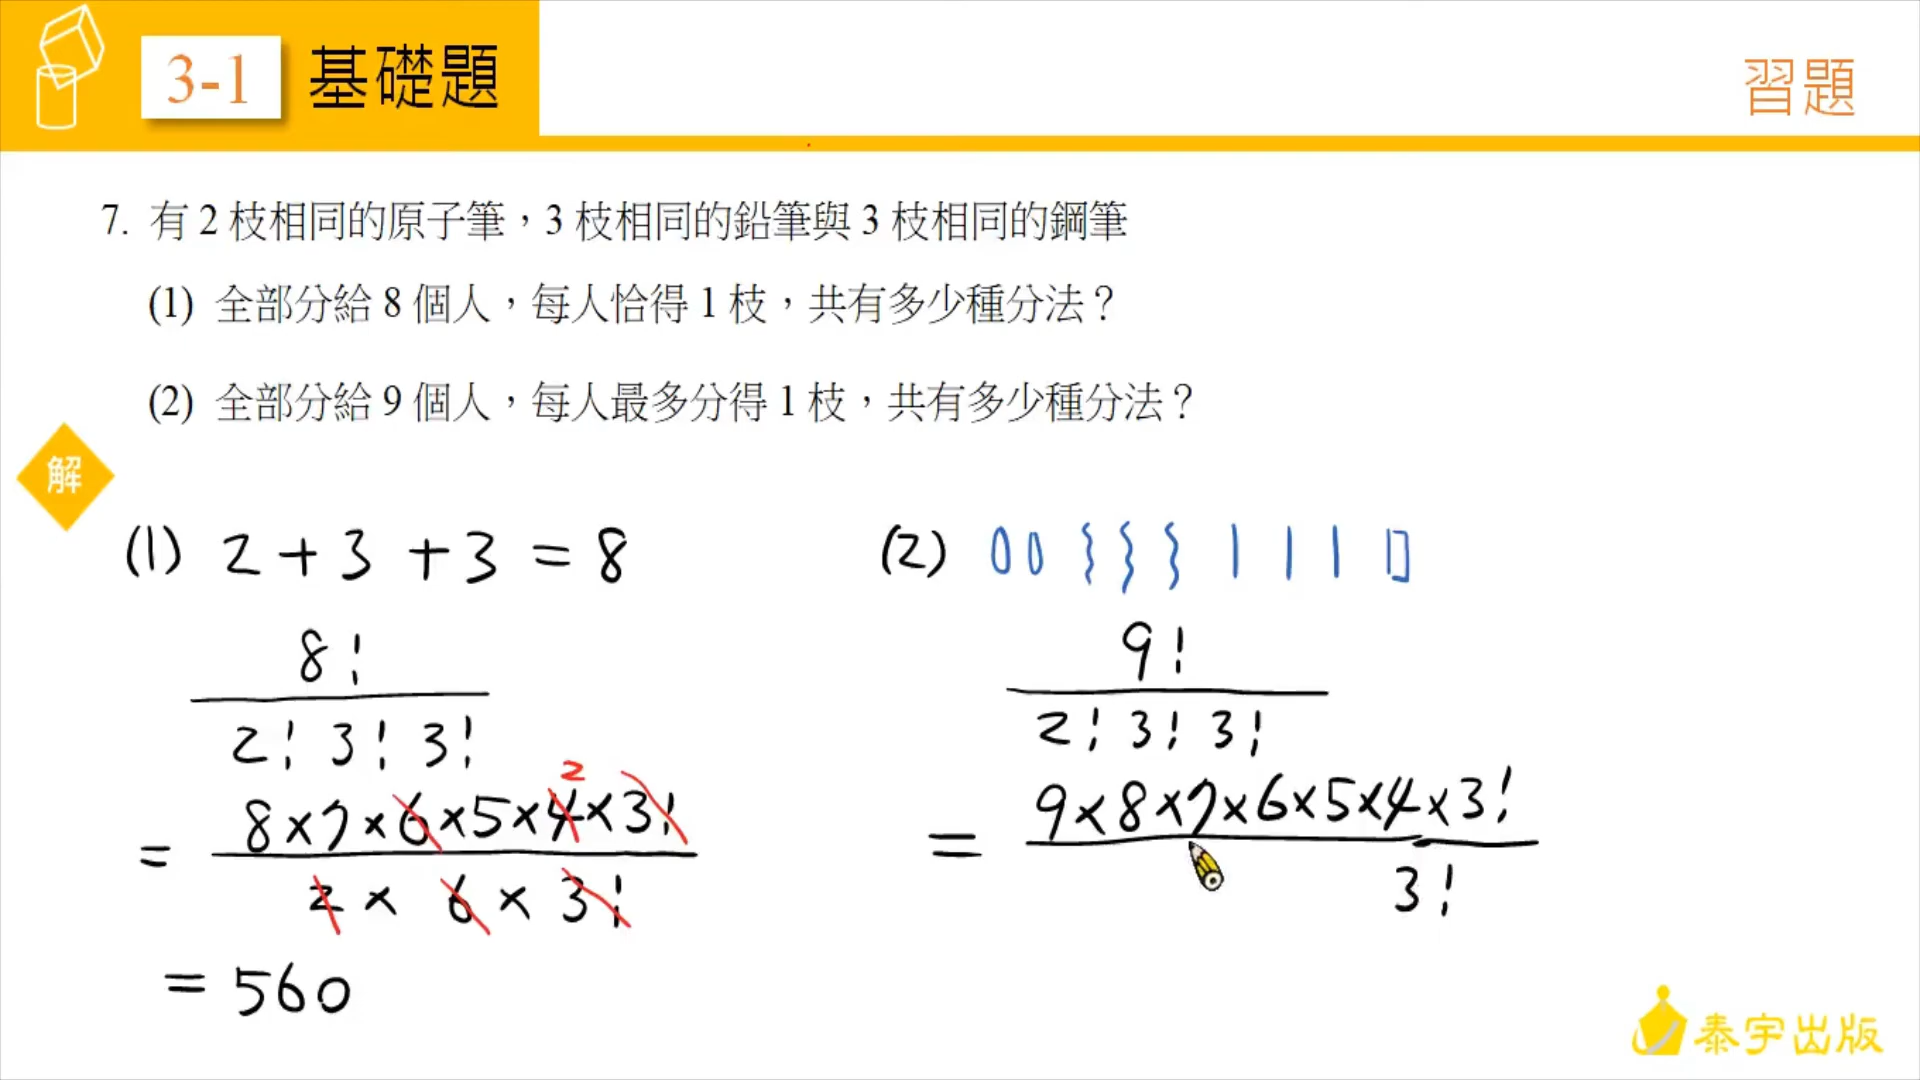 3-1 基礎題
習題
7. 有 2 枝相同的原子筆，3 枝相同的鉛筆與 3 枝相同的鋼筆
(1) 全部分給 8 個人，每人恰得 1 枝，共有多少種分法？
(2) 全部分給 9 個人，每人最多分得 1 枝，共有多少種分法？
解
(1) 2 + 3 + 3 = 8
8!
2! 3! 3!
2
8×7×6×5×4×3!
=
2 × 6 × 3!
= 560
(2)
9!
2! 3! 3!
9×8×7×6×5×4×3!
=
3!
泰宇出版